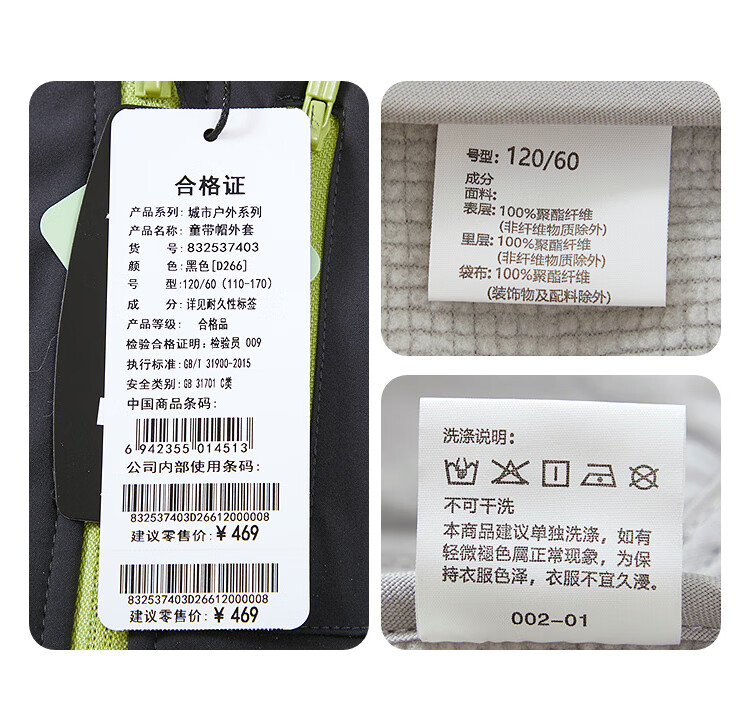 合格证
产品系列: 城市户外系列
产品名称: 童带帽外套
货　　号: 832537403
颜　　色: 黑色[D266]
号　　型: 120/60 (110-170)
成　　分: 详见耐久性标签
产品等级: 合格品
检验合格证明: 检验员 009
执行标准: GB/T 31900-2015
安全类别: GB 31701 C类
中国商品条码:
6 942355 014513
公司内部使用条码:
832537403D26612000008
建议零售价: ¥ 469
832537403D26612000008
建议零售价: ¥ 469
号型: 120/60
成分
面料:
表层: 100%聚酯纤维
(非纤维物质除外)
里层: 100%聚酯纤维
(非纤维物质除外)
袋布: 100%聚酯纤维
(装饰物及配料除外)
洗涤说明:
不可干洗
本商品建议单独洗涤，如有
轻微褪色属正常现象，为保
持衣服色泽，衣服不宜久浸。
002-01